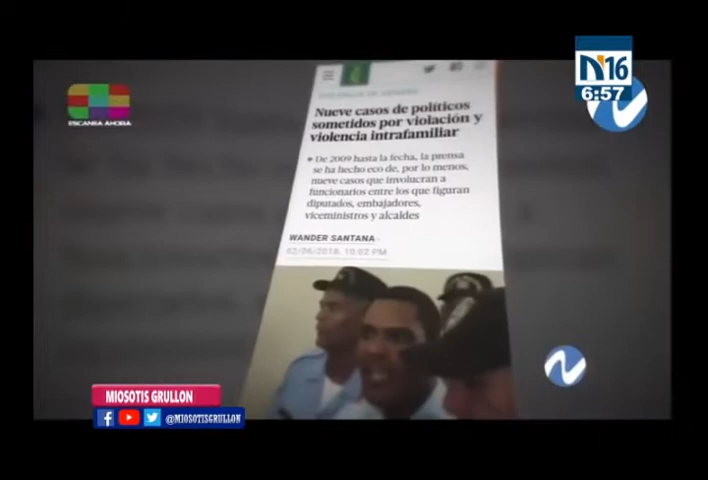 N16
6:57
ESCANEA AHORA
Nueve casos de políticos
sometidos por violación y
violencia intrafamiliar
De 2009 hasta la fecha, la prensa
se ha hecho eco de, por lo menos,
nueve casos que involucran a
funcionarios entre los que figuran
diputados, embajadores,
viceministros y alcaldes
WANDER SANTANA -
02/06/2018, 10:02 PM
MIOSOTIS GRULLON
@MIOSOTISGRULLON